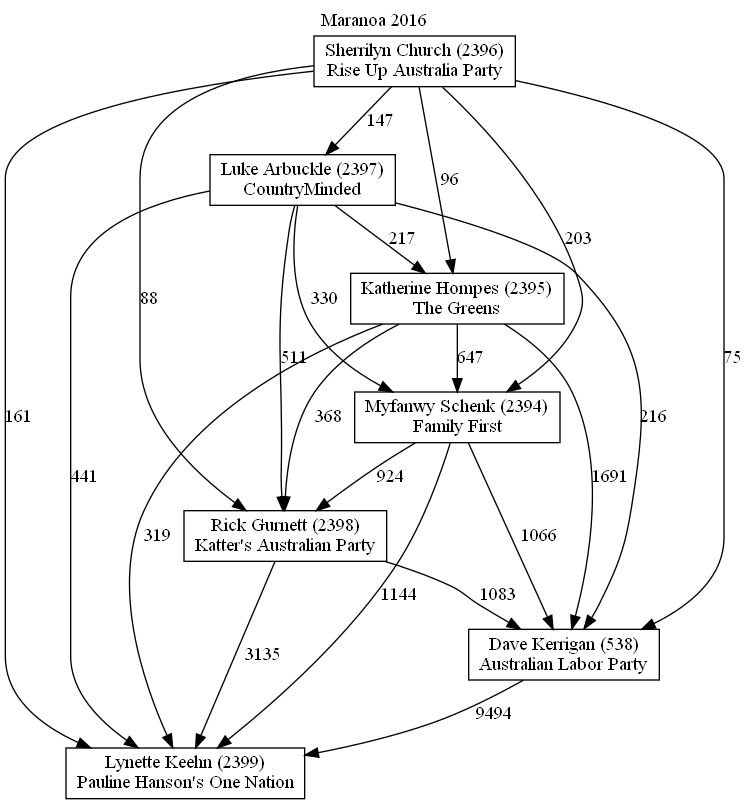 Maranoa 2016
Sherrilyn Church (2396)
Rise Up Australia Party
147
Luke Arbuckle (2397)
CountryMinded
96
217
203
Katherine Hompes (2395)
The Greens
88
330
511
647
75
368
Myfanwy Schenk (2394)
Family First
161
216
441
924
1691
Rick Gurnett (2398)
Katter's Australian Party
319
1066
1144
1083
Dave Kerrigan (538)
Australian Labor Party
3135
9494
Lynette Keehn (2399)
Pauline Hanson's One Nation